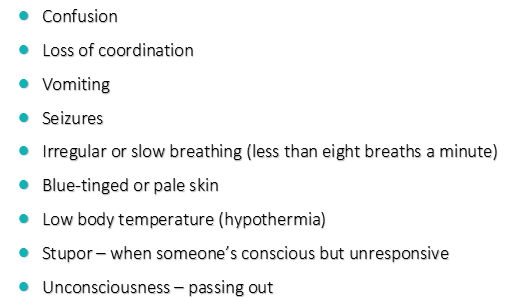 Confusion
Loss of coordination
Vomiting
Seizures
Irregular or slow breathing (less than eight breaths a minute)
Blue-tinged or pale skin
Low body temperature (hypothermia)
Stupor – when someone’s conscious but unresponsive
Unconsciousness – passing out